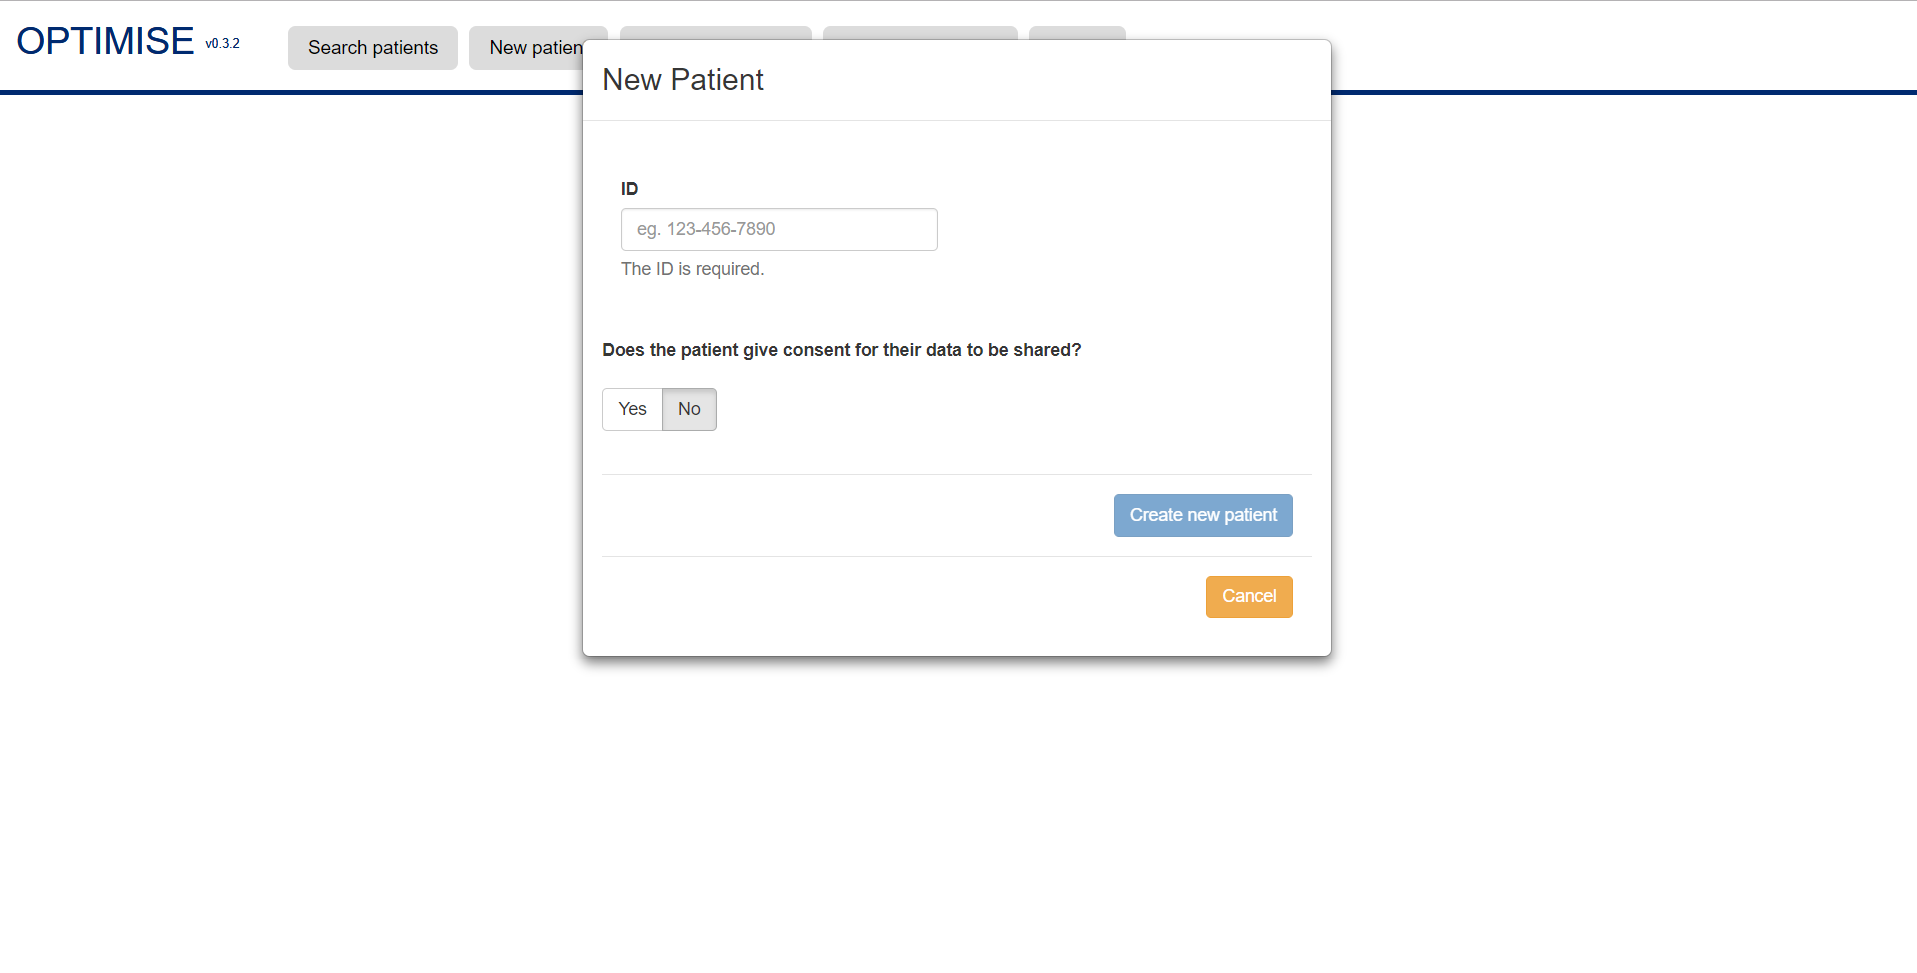 OPTIMISE v0.3.2
Search patients
New patien
New Patient
ID
eg. 123-456-7890
The ID is required.
Does the patient give consent for their data to be shared?
Yes No
Create new patient
Cancel